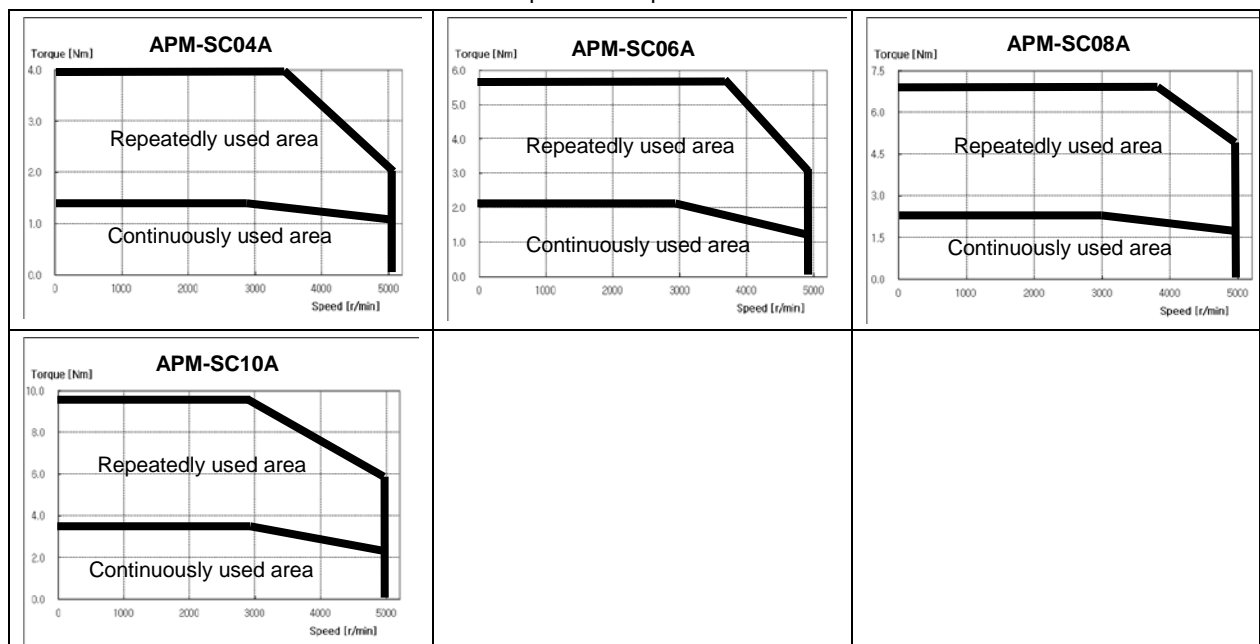 APM-SC04A
Torque [Nm]
4.0
3.0
Repeatedly used area
2.0
1.0
Continuously used area
0.0
0 1000 2000 3000 4000 5000
Speed [r/min]
APM-SC06A
Torque [Nm]
6.0
5.0
4.0
Repeatedly used area
3.0
2.0
1.0
Continuously used area
0.0
0 1000 2000 3000 4000 5000
Speed [r/min]
APM-SC08A
Torque [Nm]
7.5
6.0
Repeatedly used area
4.5
3.0
1.5
Continuously used area
0.0
0 1000 2000 3000 4000 5000
Speed [r/min]
APM-SC10A
Torque [Nm]
10.0
8.0
Repeatedly used area
6.0
4.0
2.0
Continuously used area
0.0
0 1000 2000 3000 4000 5000
Speed [r/min]